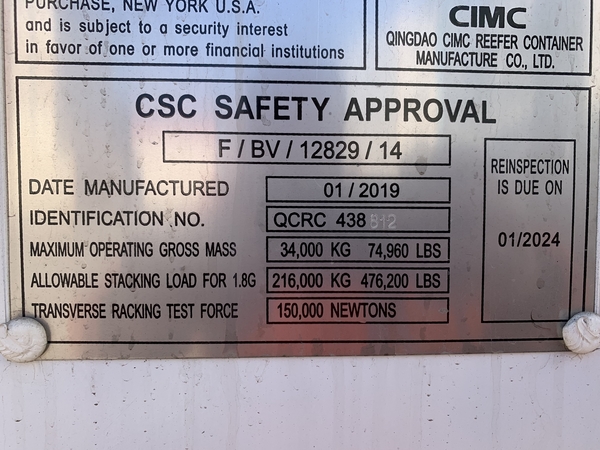 PURCHASE, NEW YORK U.S.A.
and is subject to a security interest
in favor of one or more financial institutions
CIMC
QINGDAO CIMC REEFER CONTAINER
MANUFACTURE CO., LTD.
CSC SAFETY APPROVAL
F / BV / 12829 / 14
DATE MANUFACTURED 01 / 2019
IDENTIFICATION NO. QCRC 438 B12
MAXIMUM OPERATING GROSS MASS 34,000 KG 74,960 LBS
ALLOWABLE STACKING LOAD FOR 1.8G 216,000 KG 476,200 LBS
TRANSVERSE RACKING TEST FORCE 150,000 NEWTONS
REINSPECTION
IS DUE ON
01/2024